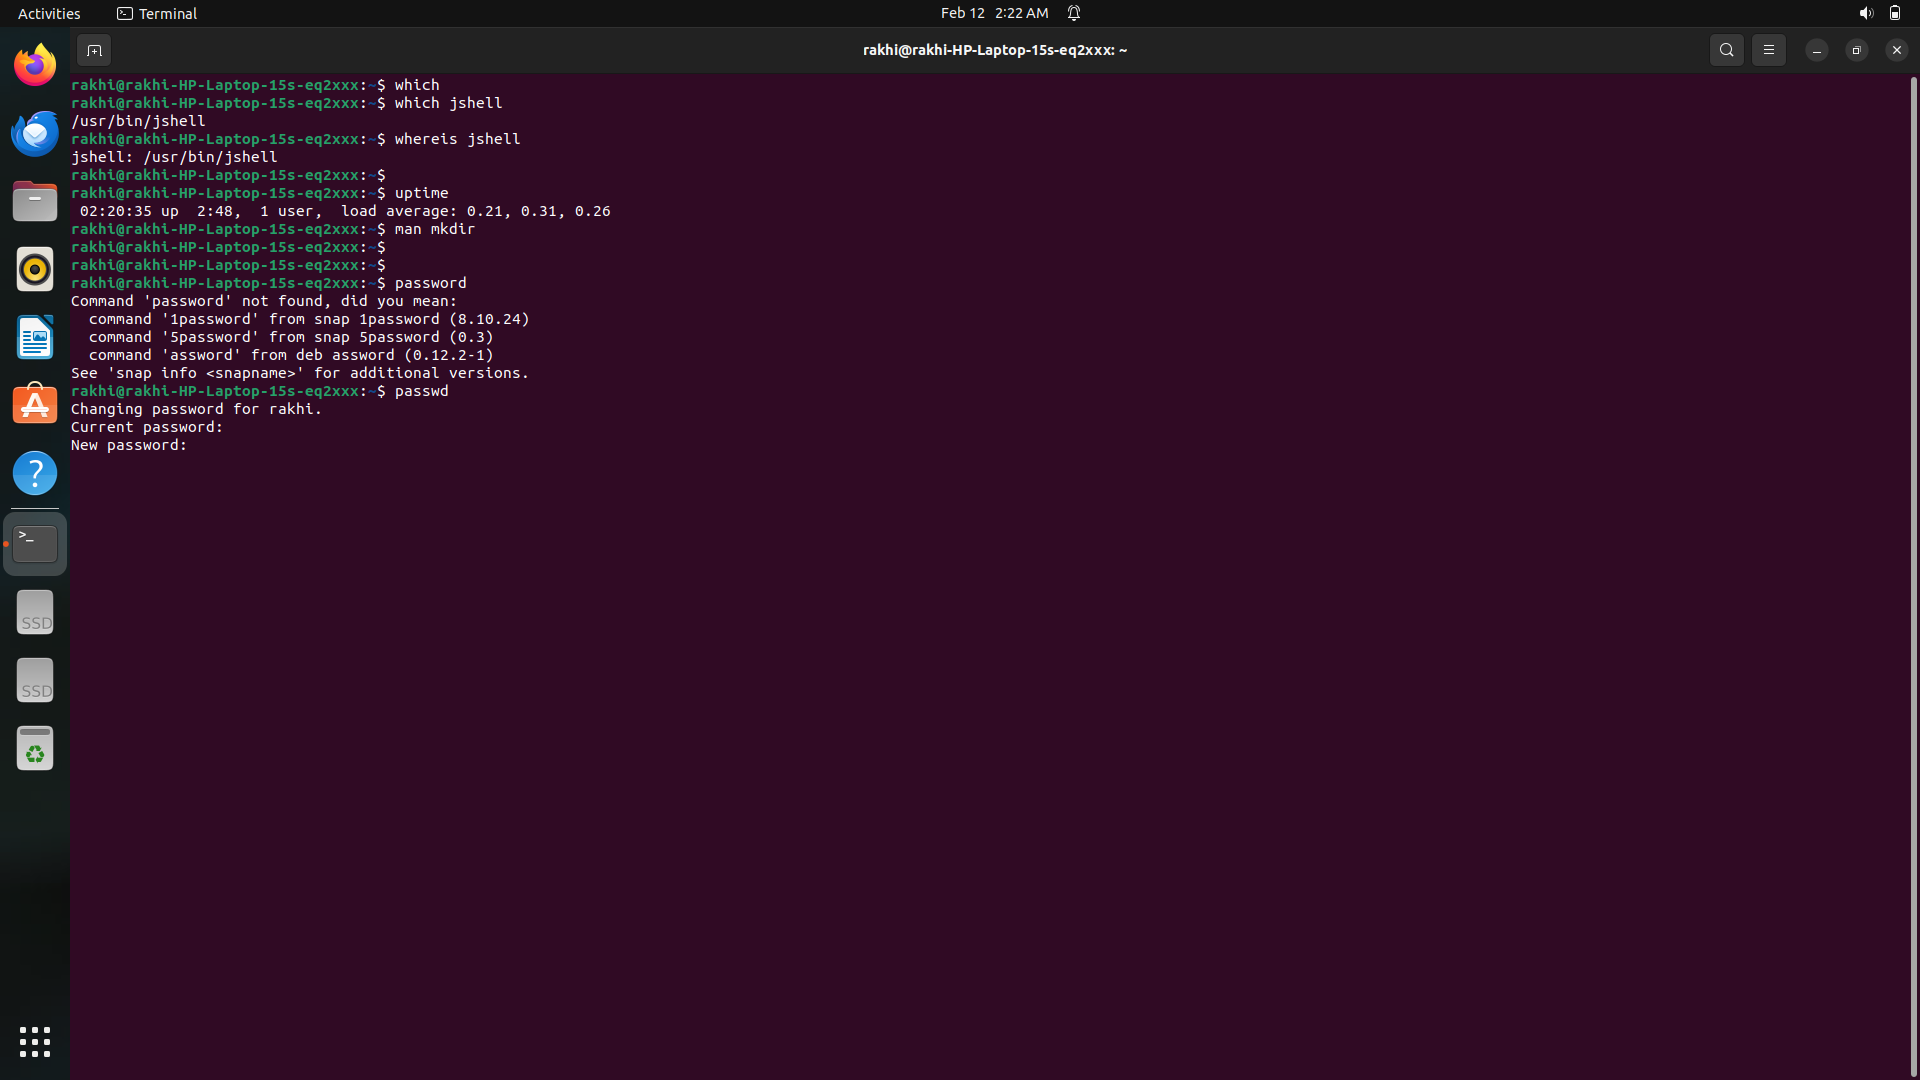 Activities Terminal Feb 12 2:22 AM
rakhi@rakhi-HP-Laptop-15s-eq2xxx: ~
rakhi@rakhi-HP-Laptop-15s-eq2xxx:~$ which
rakhi@rakhi-HP-Laptop-15s-eq2xxx:~$ which jshell
/usr/bin/jshell
rakhi@rakhi-HP-Laptop-15s-eq2xxx:~$ whereis jshell
jshell: /usr/bin/jshell
rakhi@rakhi-HP-Laptop-15s-eq2xxx:~$
rakhi@rakhi-HP-Laptop-15s-eq2xxx:~$ uptime
 02:20:35 up  2:48,  1 user,  load average: 0.21, 0.31, 0.26
rakhi@rakhi-HP-Laptop-15s-eq2xxx:~$ man mkdir
rakhi@rakhi-HP-Laptop-15s-eq2xxx:~$
rakhi@rakhi-HP-Laptop-15s-eq2xxx:~$
rakhi@rakhi-HP-Laptop-15s-eq2xxx:~$ password
Command 'password' not found, did you mean:
  command '1password' from snap 1password (8.10.24)
  command '5password' from snap 5password (0.3)
  command 'assword' from deb assword (0.12.2-1)
See 'snap info <snapname>' for additional versions.
rakhi@rakhi-HP-Laptop-15s-eq2xxx:~$ passwd
Changing password for rakhi.
Current password:
New password:
SSD
SSD